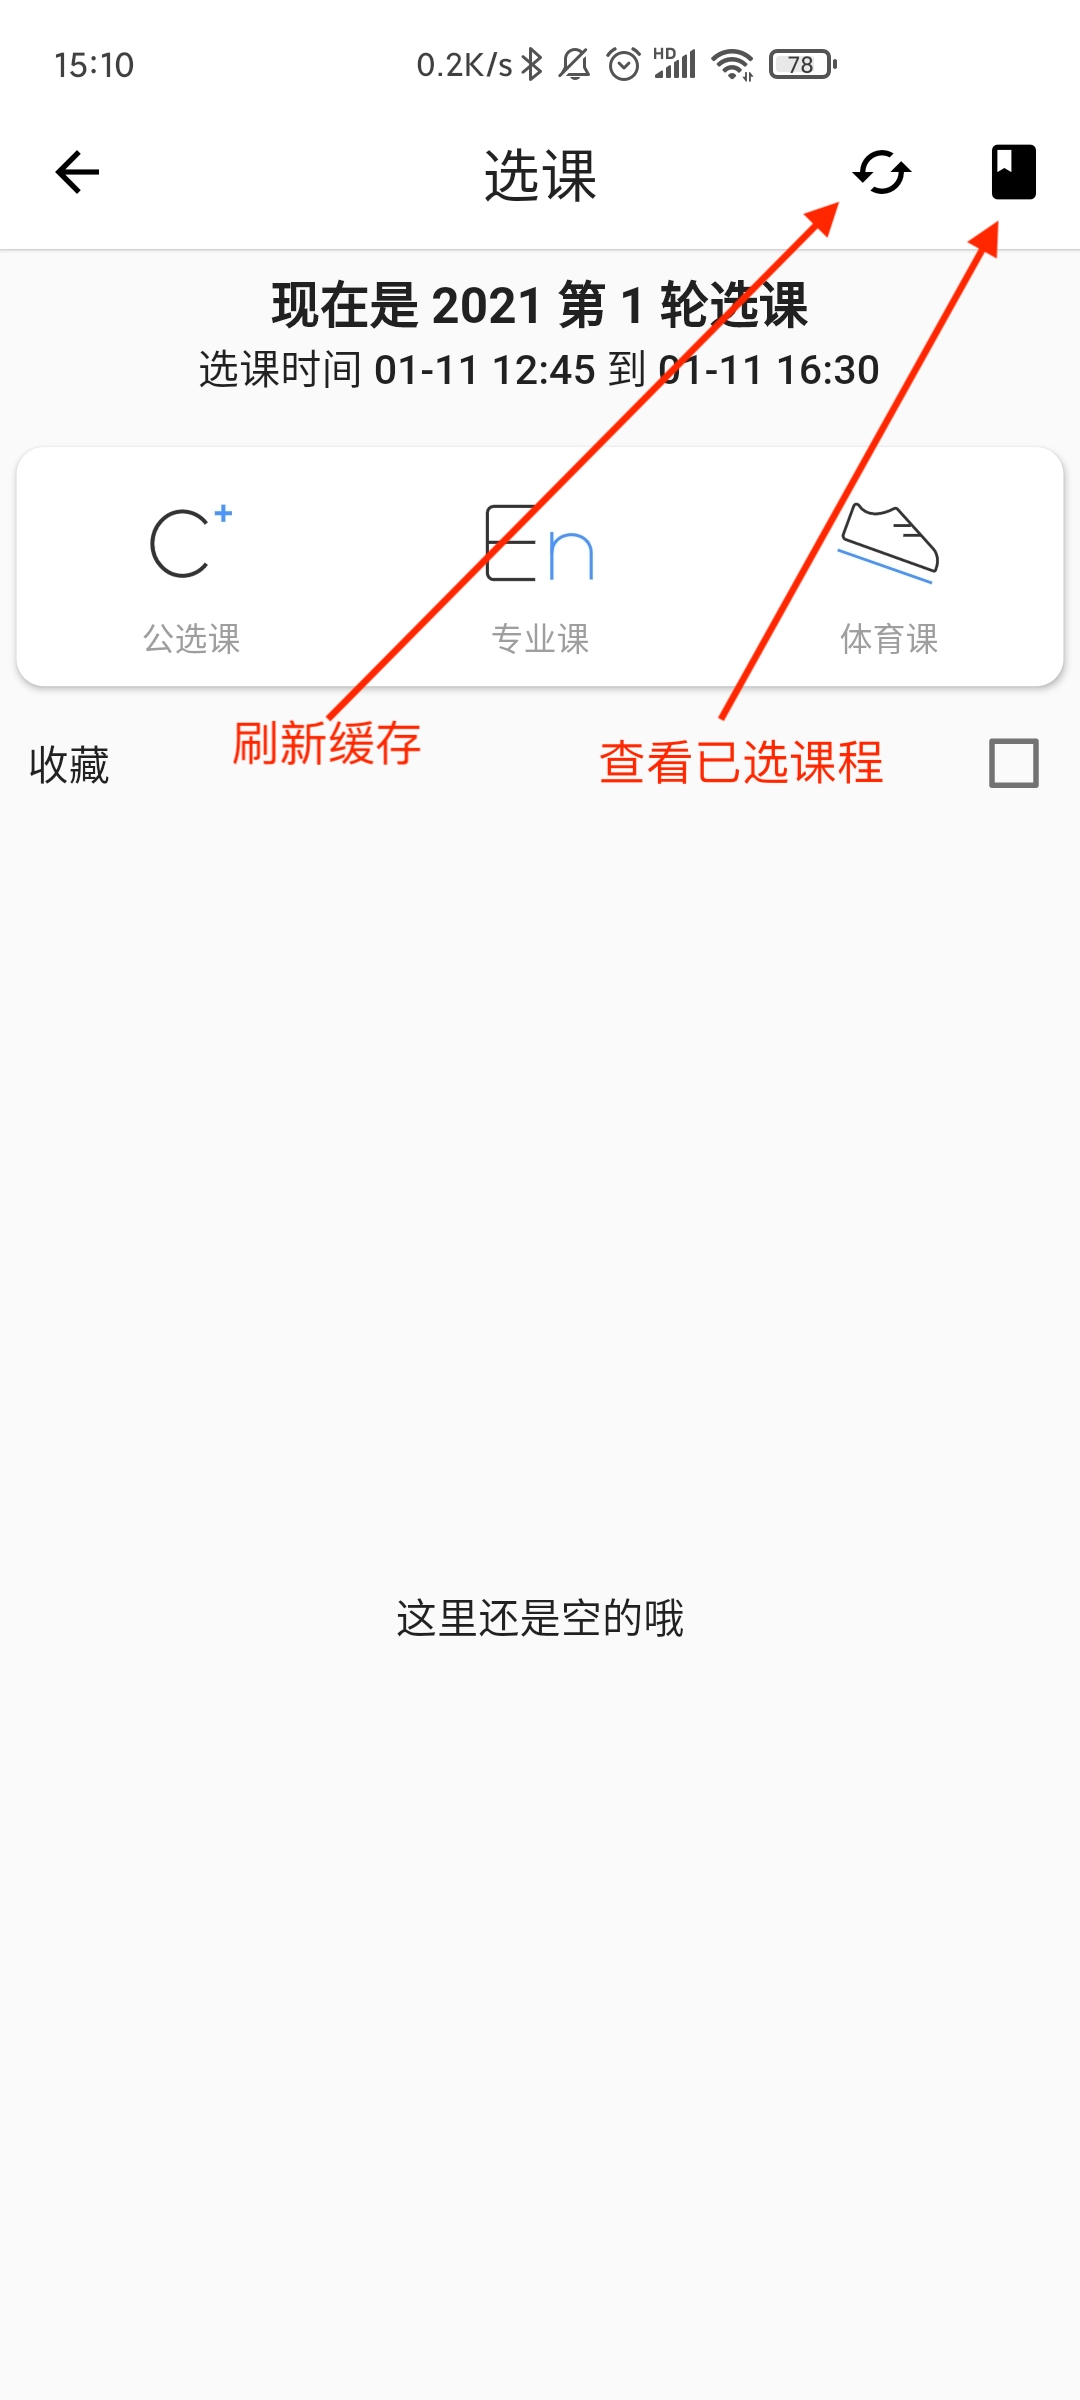 15:10
0.2K/s
HD
78
选课
现在是 2021 第 1 轮选课
选课时间 01-11 12:45 到 01-11 16:30
C+
En
公选课
专业课
体育课
刷新缓存
收藏
查看已选课程
这里还是空的哦